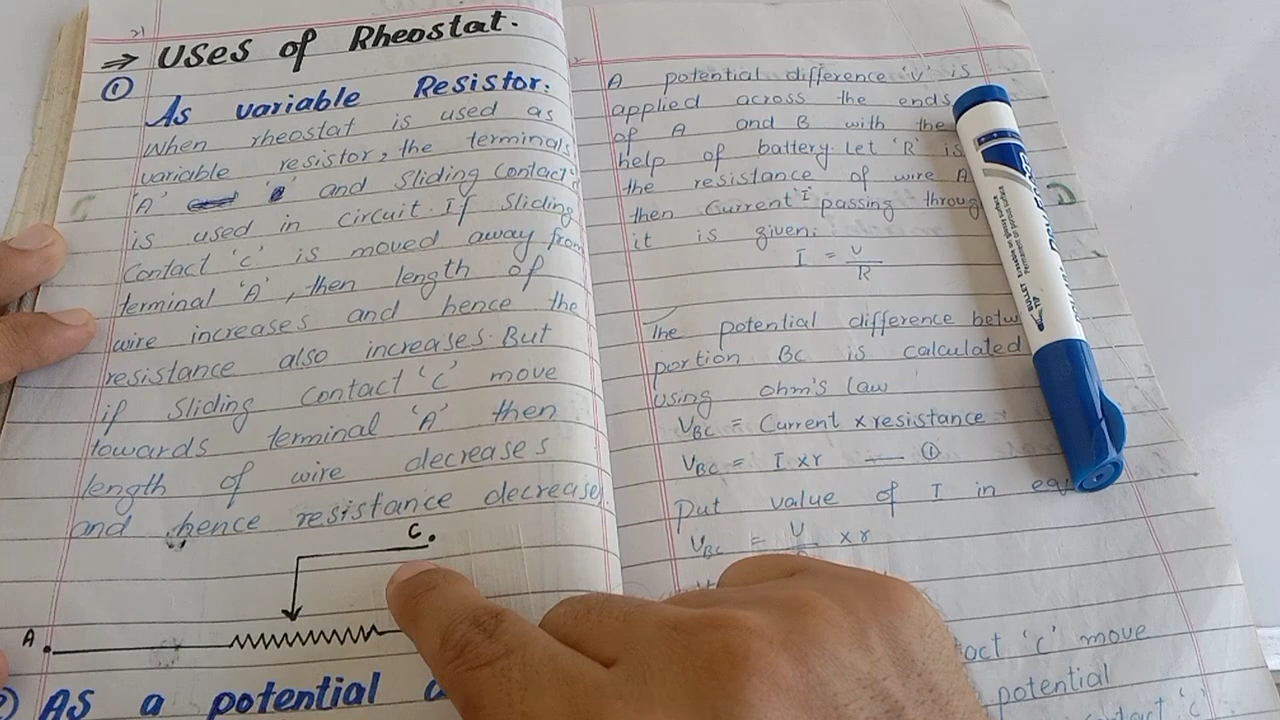 ⇒ Uses of Rheostat.
① As variable Resistor:
When rheostat is used as
variable resistor, the terminals
'A' and Sliding Contact
is used in circuit. If Sliding
Contact 'C' is moved away from
terminal 'A', then length of
wire increases and hence the
resistance also increases. But
if Sliding Contact 'C' move
towards terminal 'A' then
length of wire decreases
and hence resistance decrease
C.
A
② As a potential
A potential difference 'V' is
applied across the ends
of A and B with the
help of battery. Let 'R' is
the resistance of wire A
then Current 'I' passing throug
it is given:
I = V/R
The potential difference betw
portion BC is calculated
using ohm's law
VBC = Current × resistance
VBC = I × r — ①
Put value of I in eq
VBC = V × r
act 'C' move
potential
contact 'C'
BULLET TIP